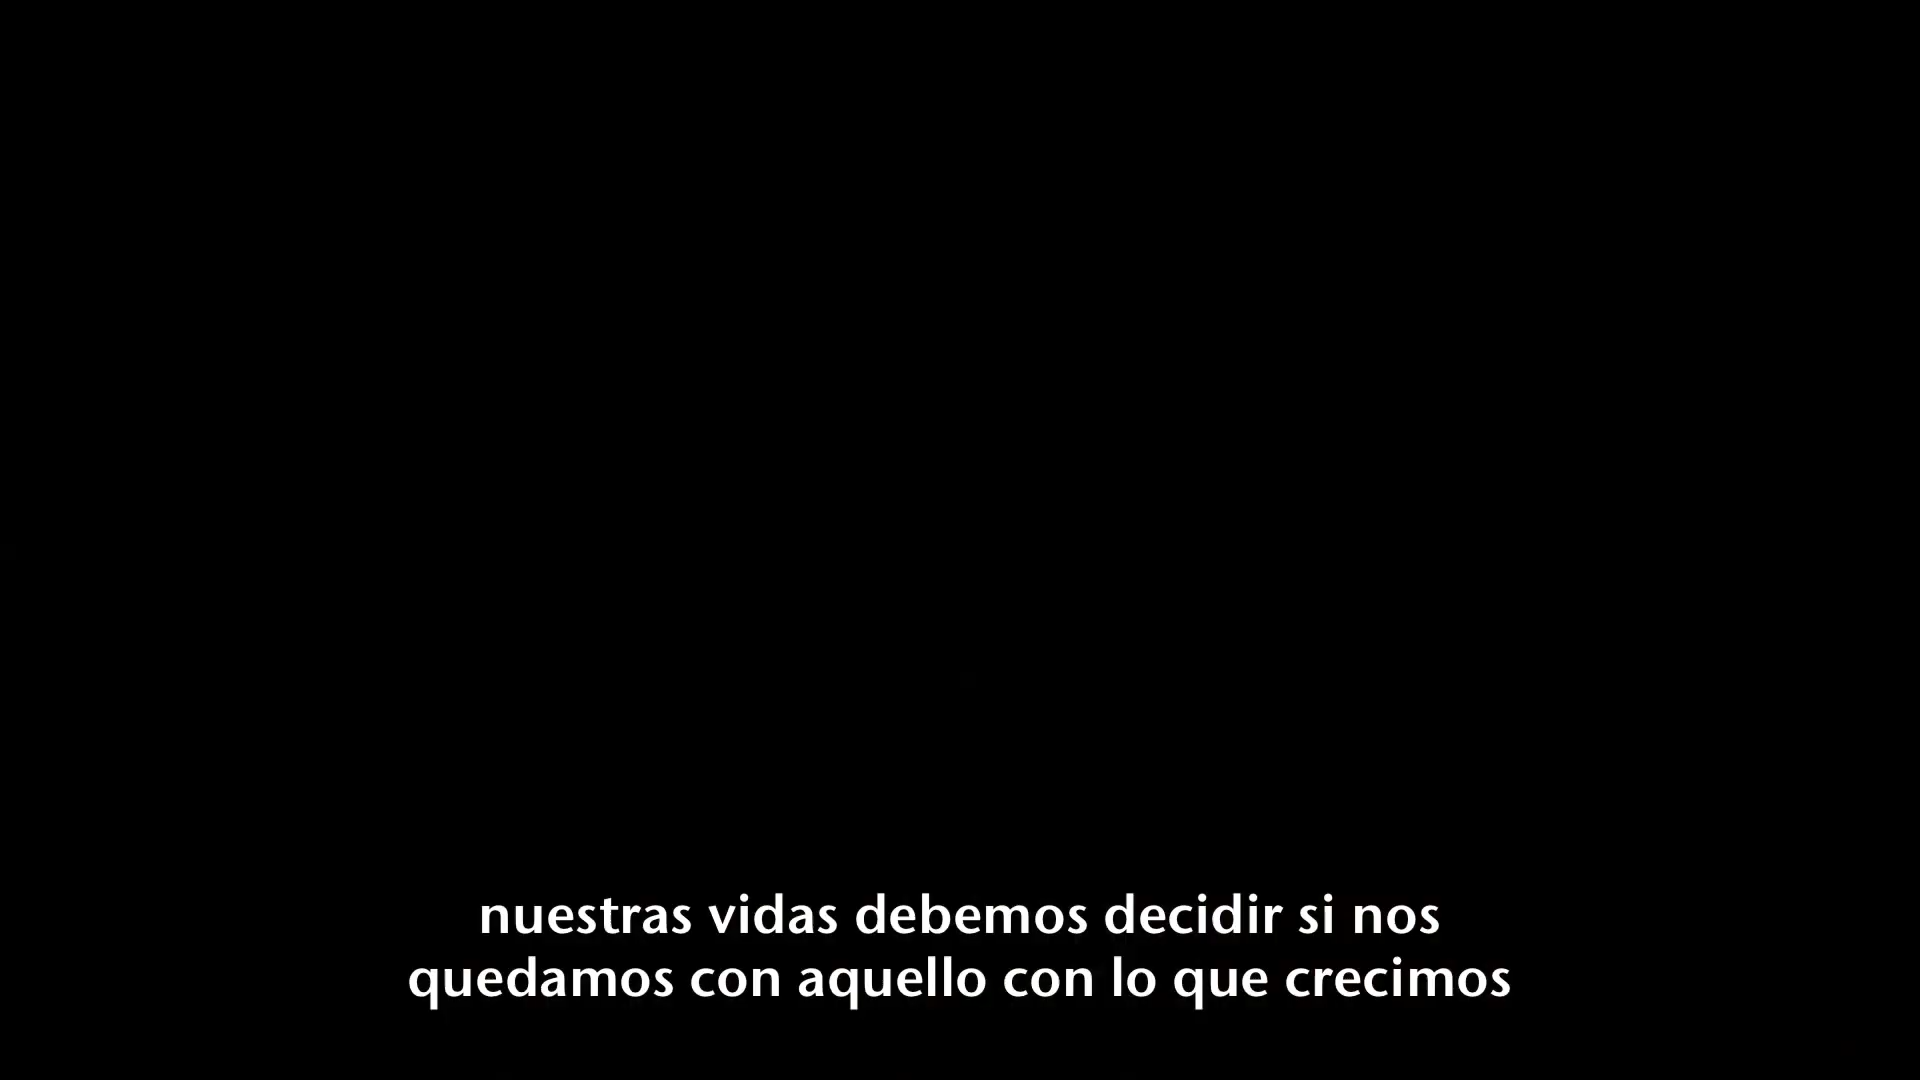 nuestras vidas debemos decidir si nos
quedamos con aquello con lo que crecimos